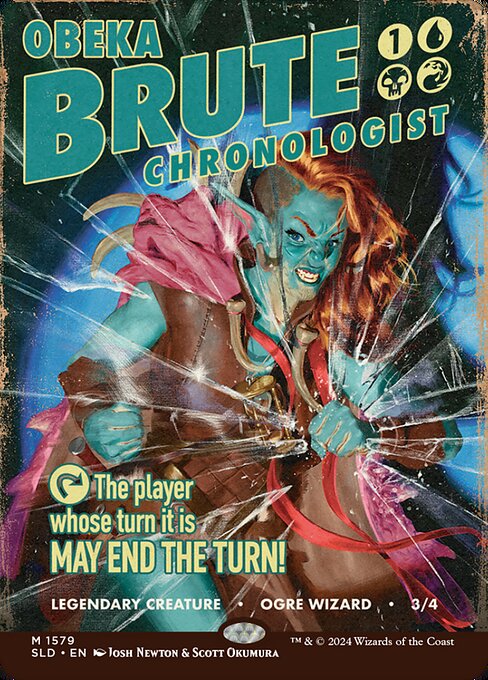 OBEKA
BRUTE
CHRONOLOGIST
1
The player
whose turn it is
MAY END THE TURN!
LEGENDARY CREATURE • OGRE WIZARD • 3/4
M 1579
SLD • EN Josh Newton & Scott Okumura
™ & © 2024 Wizards of the Coast